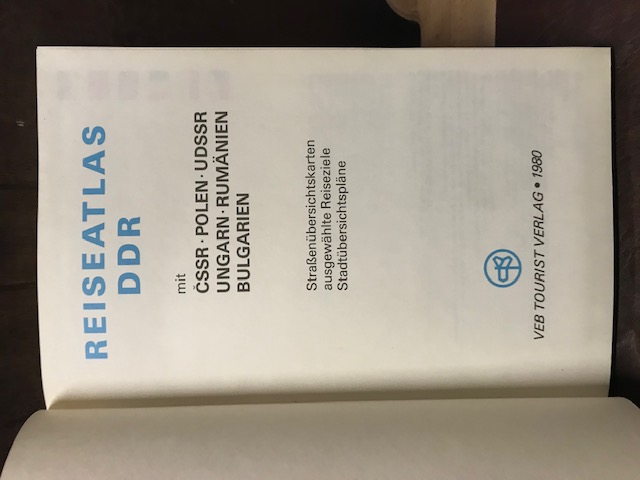 REISEATLAS
DDR
mit
ČSSR · POLEN · UDSSR
UNGARN · RUMÄNIEN
BULGARIEN
Straßenübersichtskarten
ausgewählte Reiseziele
Stadtübersichtspläne
VEB TOURIST VERLAG • 1980